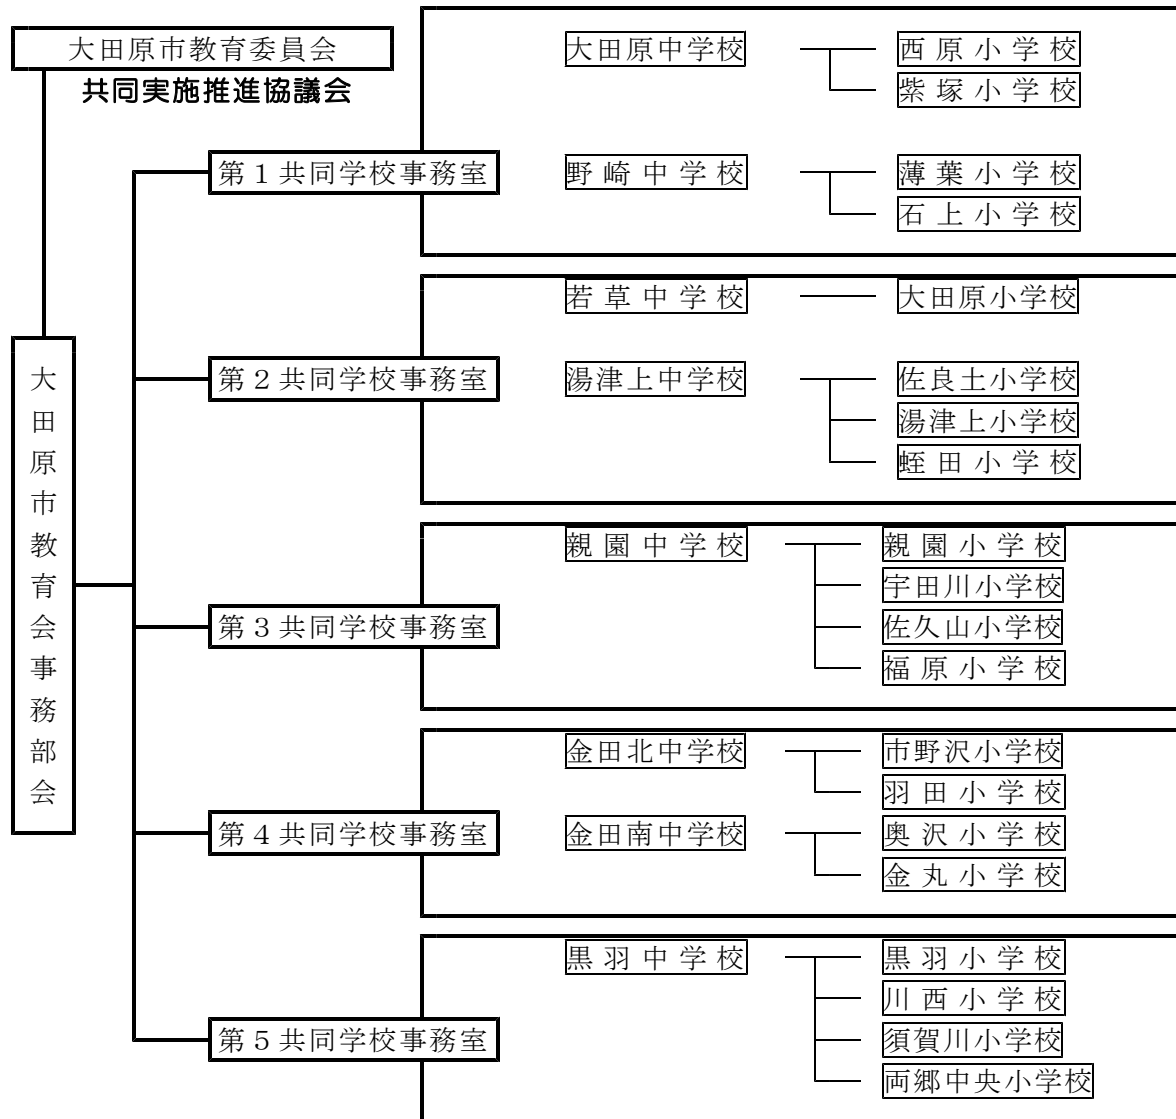 大田原市教育委員会
共同実施推進協議会
大田原市教育会事務部会
第１共同学校事務室
大田原中学校 西原小学校
紫塚小学校
野崎中学校 薄葉小学校
石上小学校
第２共同学校事務室
若草中学校 大田原小学校
湯津上中学校 佐良土小学校
湯津上小学校
蛭田小学校
第３共同学校事務室
親園中学校 親園小学校
宇田川小学校
佐久山小学校
福原小学校
第４共同学校事務室
金田北中学校 市野沢小学校
羽田小学校
金田南中学校 奥沢小学校
金丸小学校
第５共同学校事務室
黒羽中学校 黒羽小学校
川西小学校
須賀川小学校
両郷中央小学校